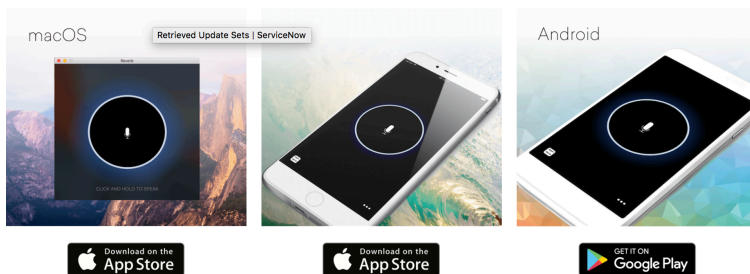 macOS
Retrieved Update Sets | ServiceNow
Android
Reverb
CLICK AND HOLD TO SPEAK
Download on the
App Store
Download on the
App Store
GET IT ON
Google Play